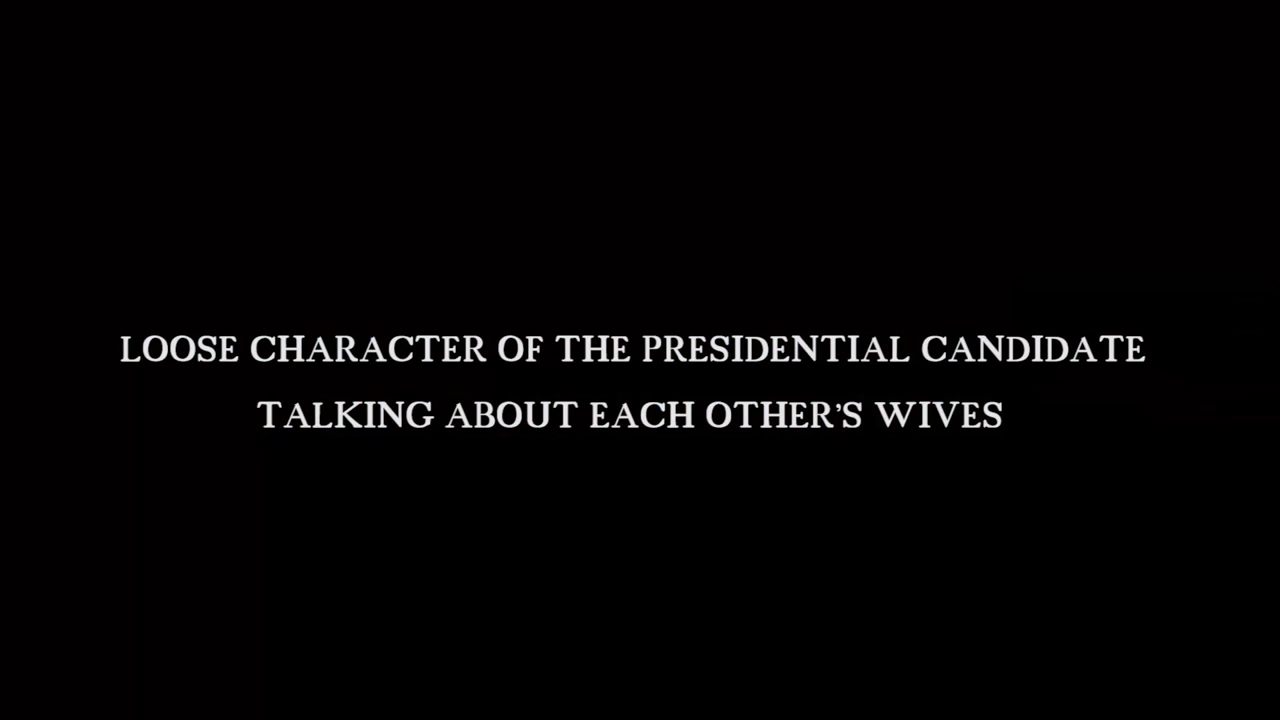 LOOSE CHARACTER OF THE PRESIDENTIAL CANDIDATE
TALKING ABOUT EACH OTHER'S WIVES